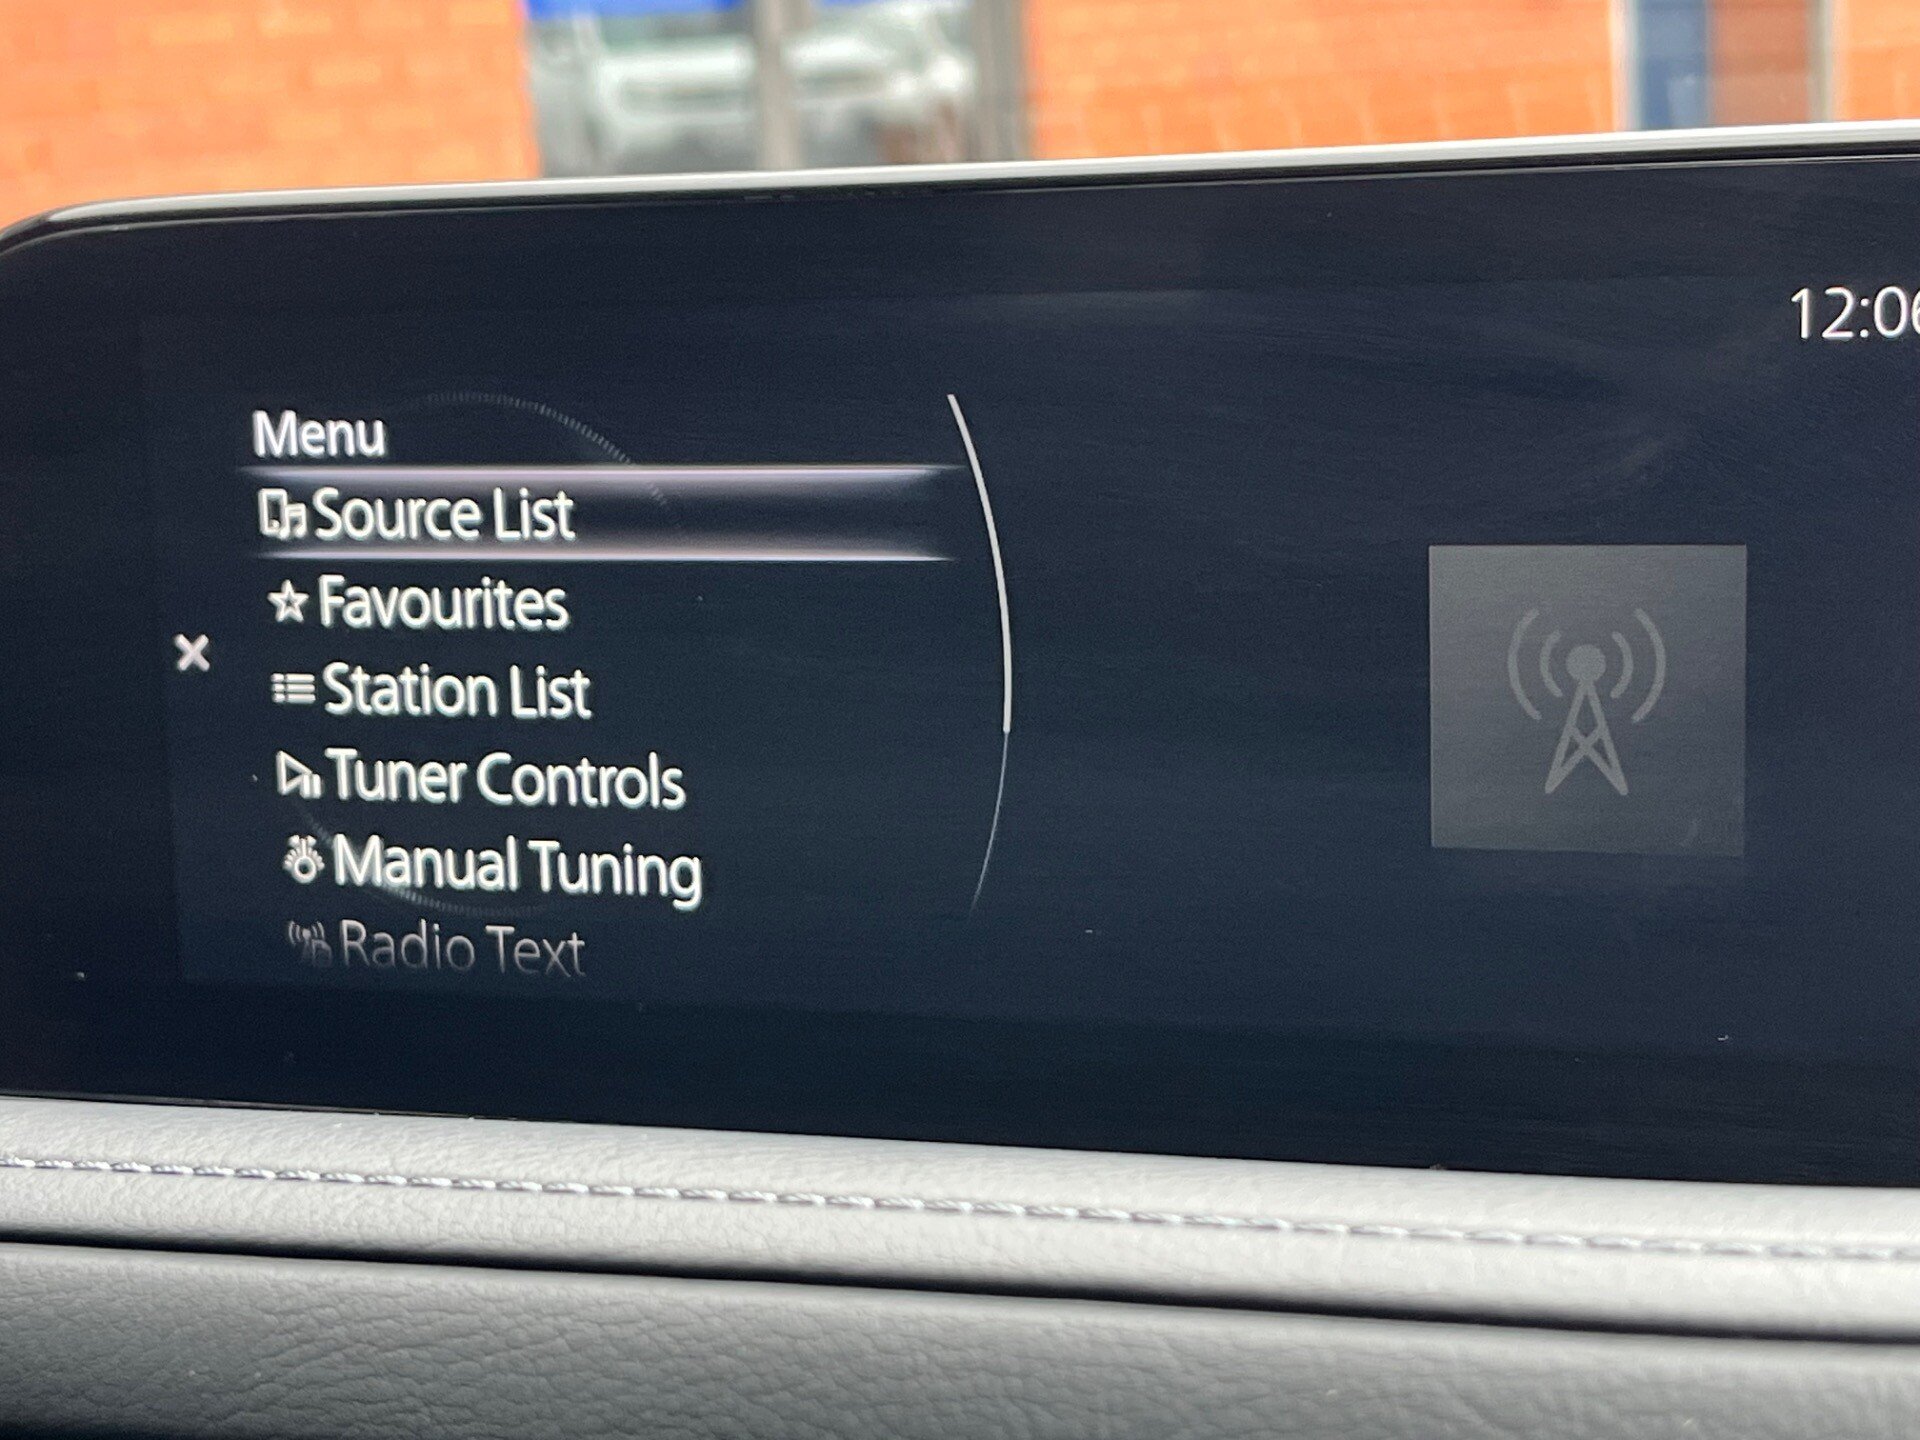 12:06
Menu
Source List
Favourites
Station List
Tuner Controls
Manual Tuning
Radio Text